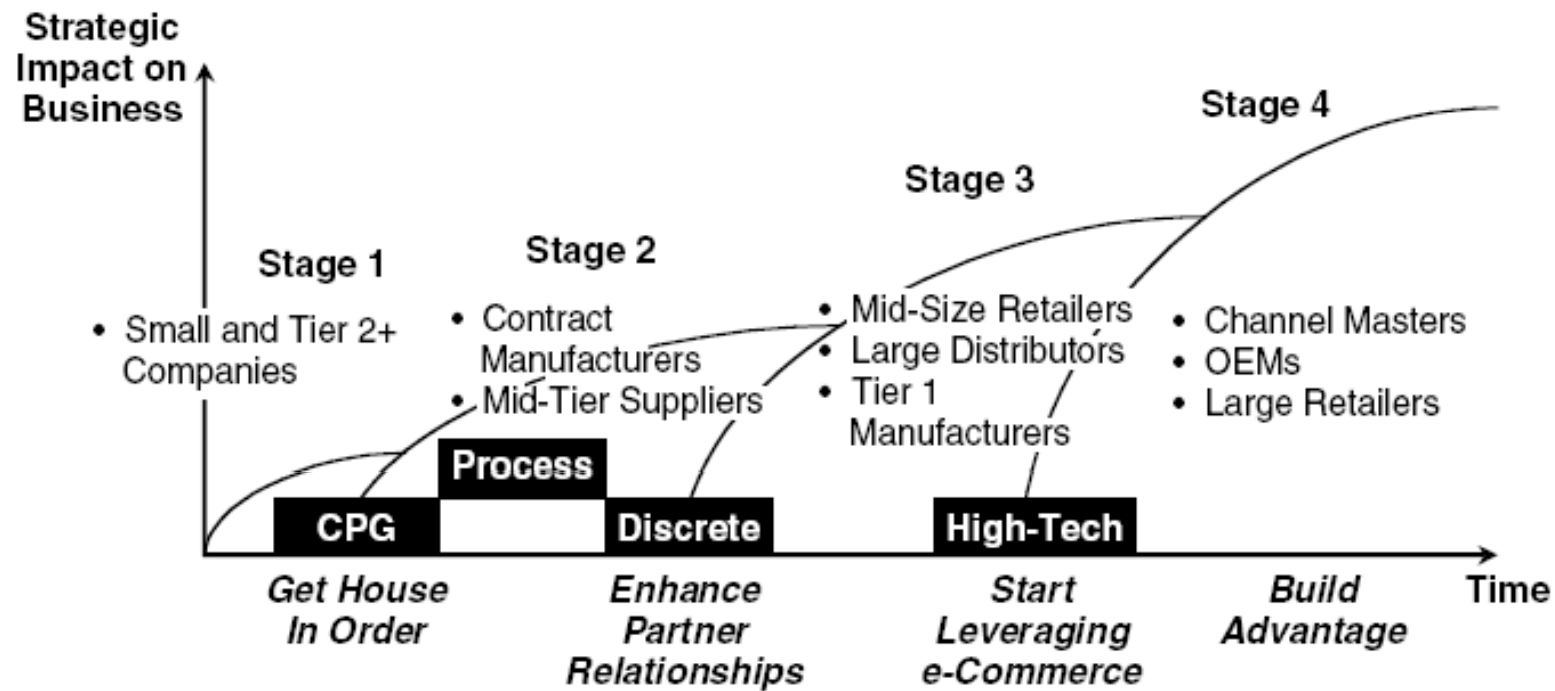 Strategic
Impact on
Business
Stage 1
• Small and Tier 2+
Companies
Stage 2
• Contract
Manufacturers
• Mid-Tier Suppliers
Stage 3
• Mid-Size Retailers
• Large Distributors
• Tier 1
Manufacturers
Stage 4
• Channel Masters
• OEMs
• Large Retailers
CPG
Process
Discrete
High-Tech
Get House
In Order
Enhance
Partner
Relationships
Start
Leveraging
e-Commerce
Build
Advantage
Time